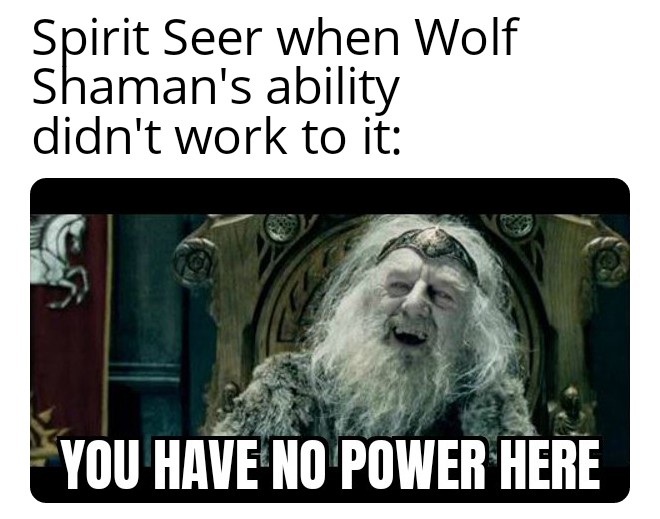 Spirit Seer when Wolf
Shaman's ability
didn't work to it:
YOU HAVE NO POWER HERE